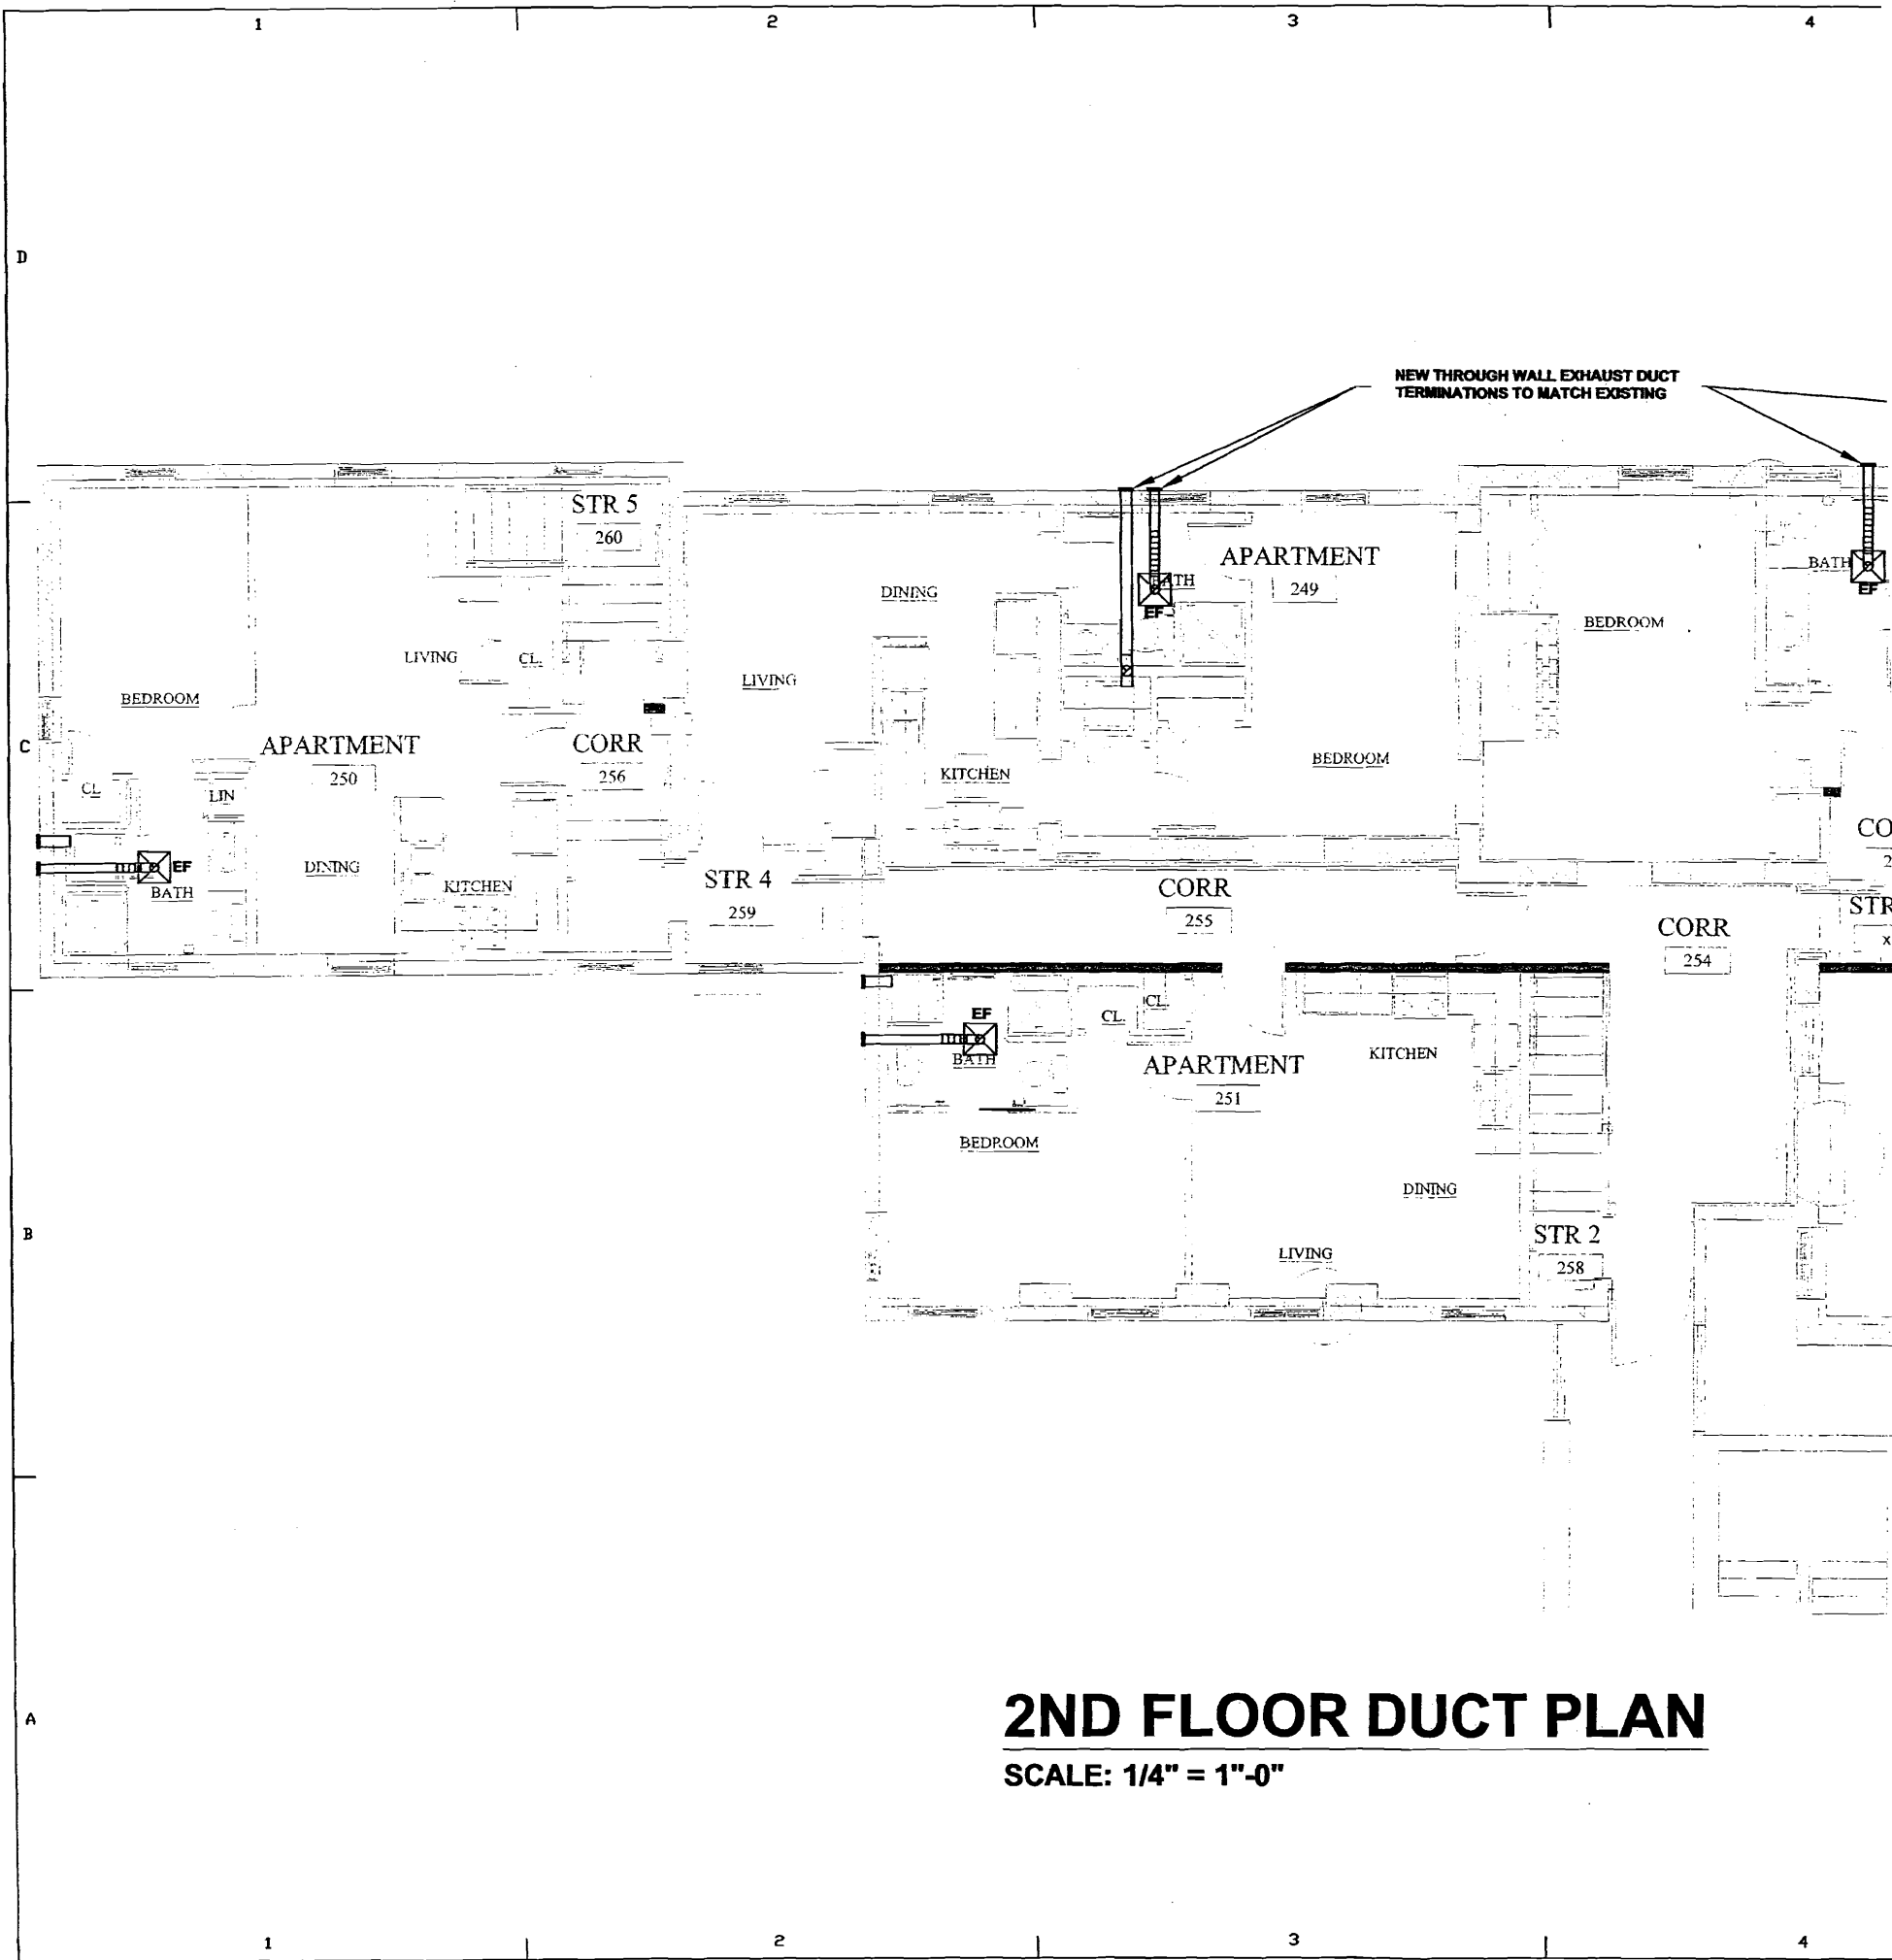 1 2 3 4
D
NEW THROUGH WALL EXHAUST DUCT
TERMINATIONS TO MATCH EXISTING
STR 5
260
APARTMENT
249
BATH
EF
BATH
EF
DINING
BEDROOM
LIVING
CL.
LIVING
BEDROOM
C
APARTMENT
250
CORR
256
BEDROOM
KITCHEN
CL
LIN
CO
2
EF
BATH
DINING
KITCHEN
STR 4
259
CORR
255
STR
x
CORR
254
CL.
CL.
EF
BATH
KITCHEN
APARTMENT
251
BEDROOM
DINING
B
STR 2
258
LIVING
A
2ND FLOOR DUCT PLAN
SCALE: 1/4" = 1"-0"
1 2 3 4